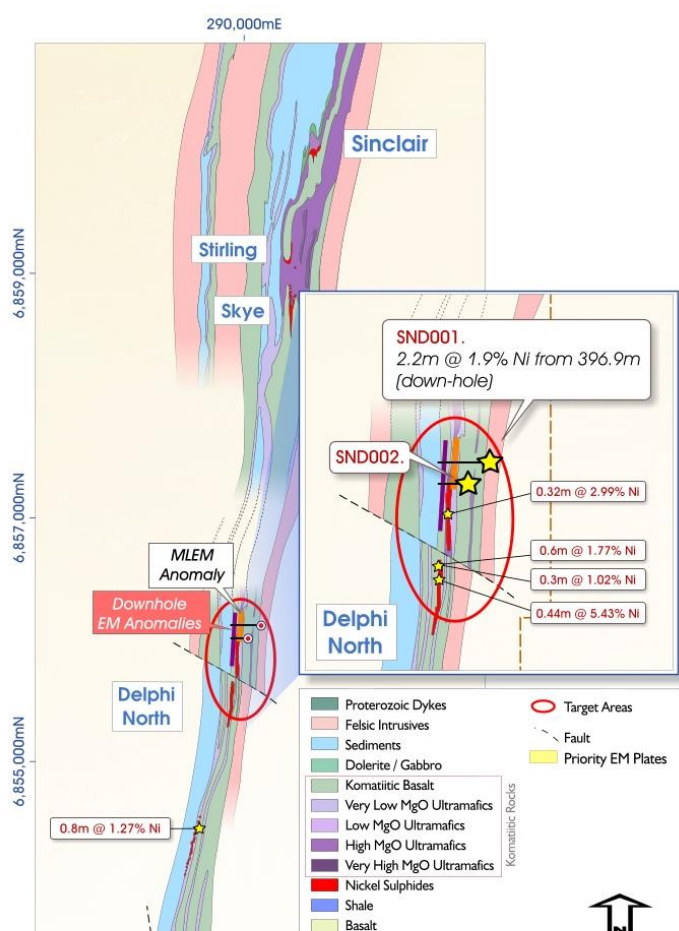 290,000mE
Sinclair
Stirling
6,859,000mN
Skye
SND001.
2.2m @ 1.9% Ni from 396.9m
(down-hole)
SND002.
0.32m @ 2.99% Ni
6,857,000mN
0.6m @ 1.77% Ni
MLEM
Anomaly
0.3m @ 1.02% Ni
Downhole
EM Anomalies
0.44m @ 5.43% Ni
Delphi
North
Delphi
North
6,855,000mN
0.8m @ 1.27% Ni
Proterozoic Dykes
Felsic Intrusives
Sediments
Dolerite / Gabbro
Komatiitic Basalt
Very Low MgO Ultramafics
Low MgO Ultramafics
High MgO Ultramafics
Very High MgO Ultramafics
Komatiitic Rocks
Nickel Sulphides
Shale
Basalt
Target Areas
Fault
Priority EM Plates
N